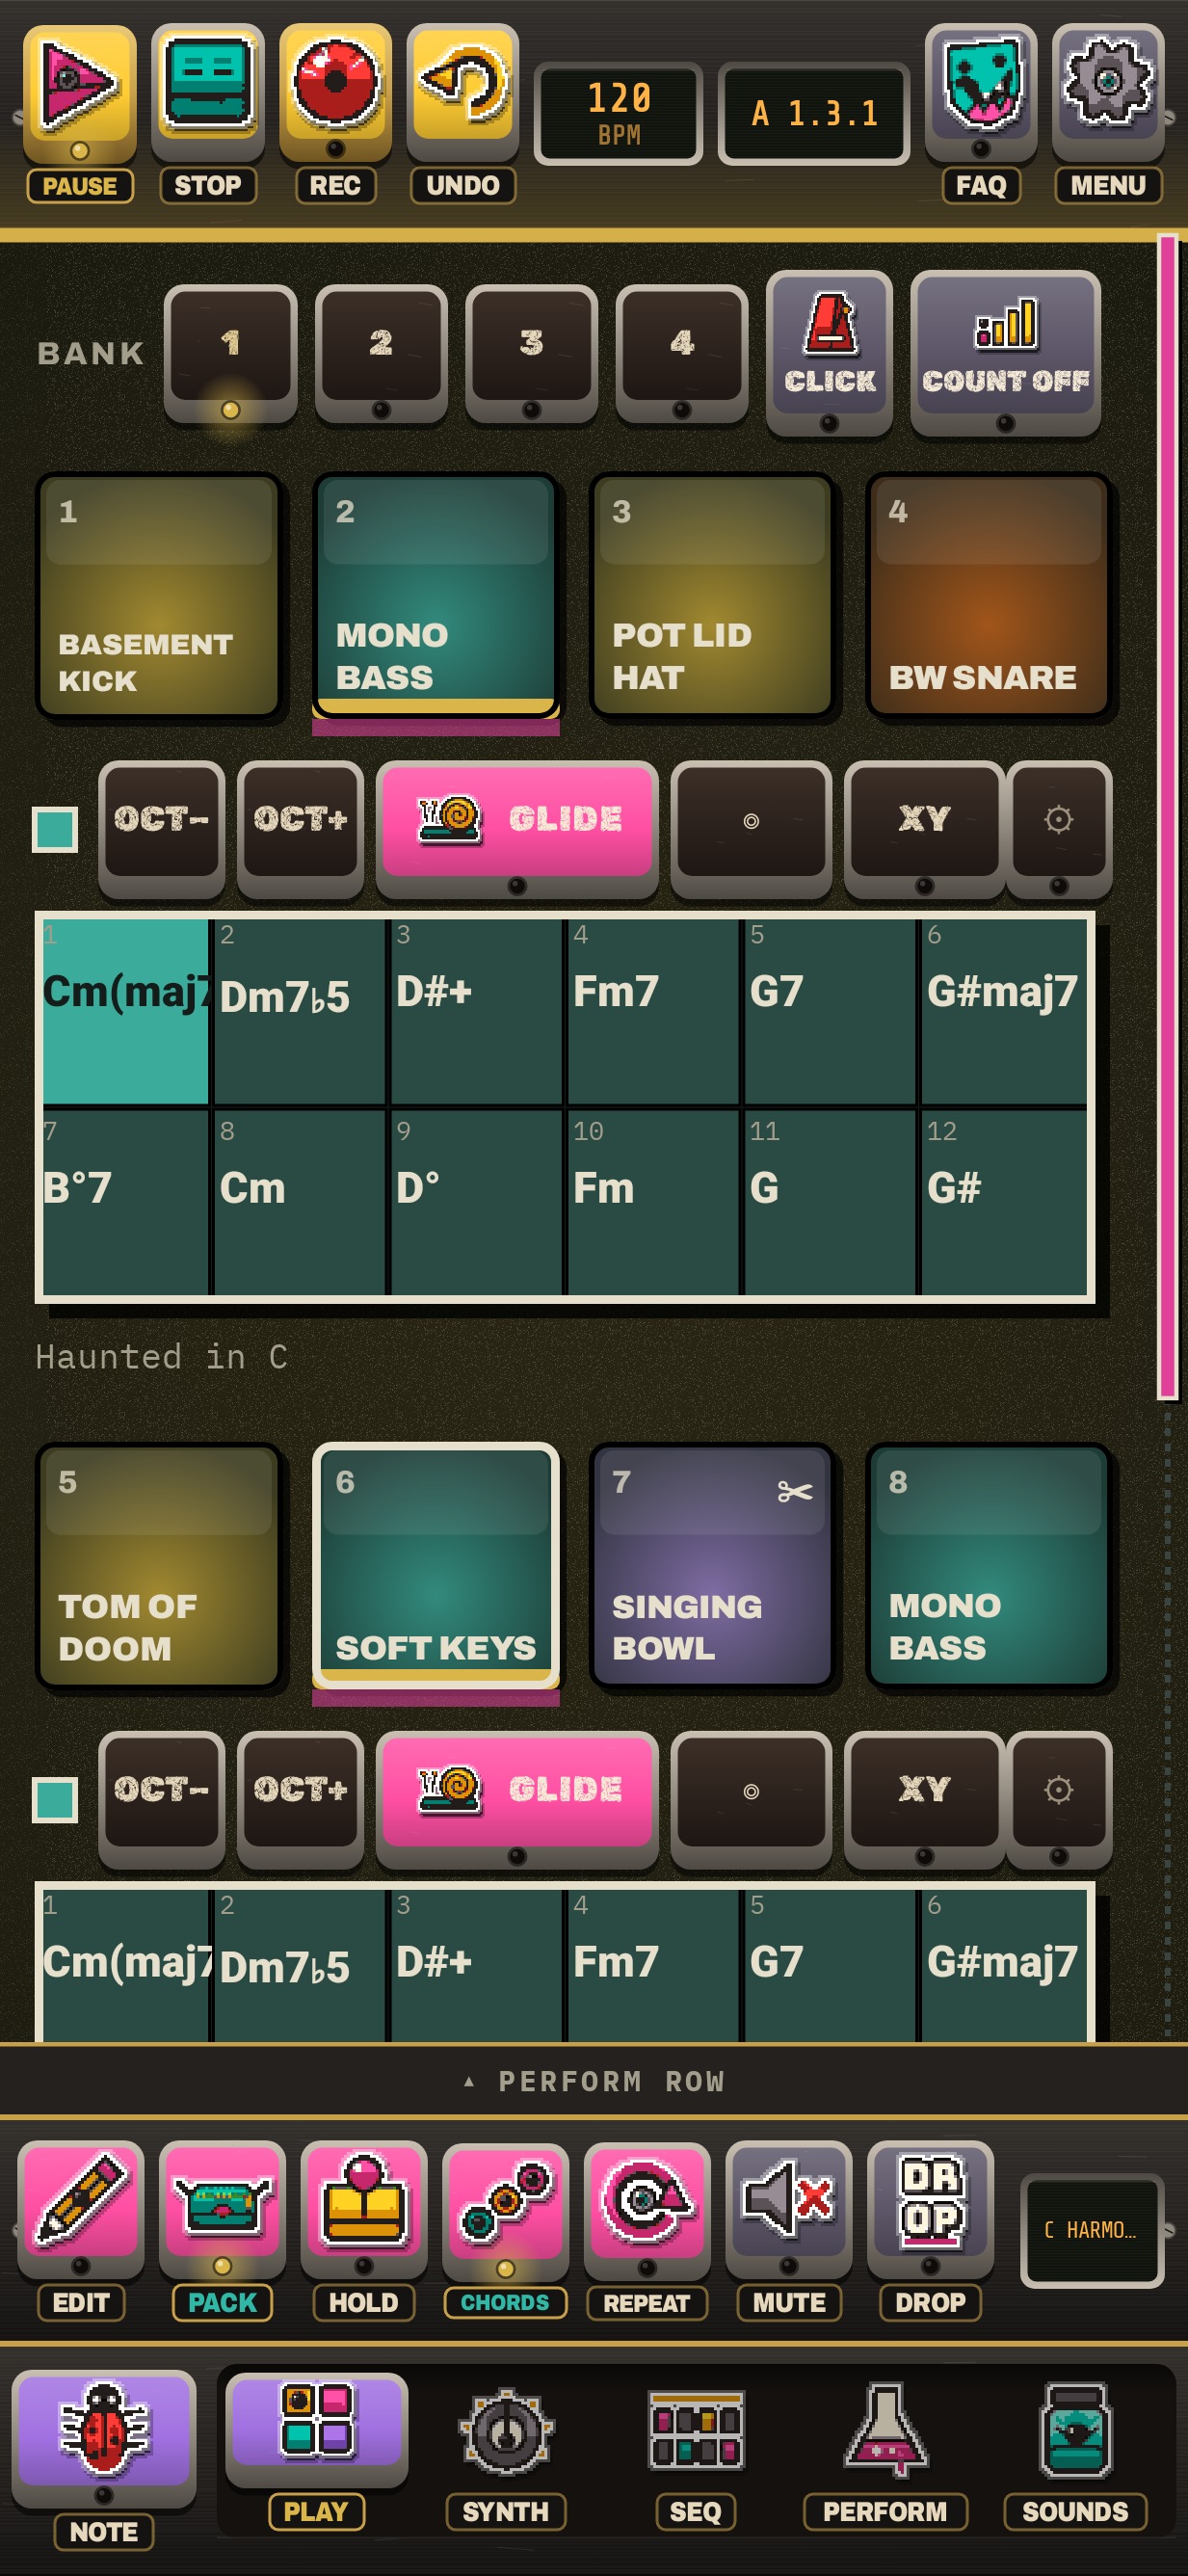 120
BPM
A 1.3.1
PAUSE STOP REC UNDO FAQ MENU
BANK 1 2 3 4 CLICK COUNT OFF
1 2 3 4
BASEMENT KICK
MONO BASS
POT LID HAT
BW SNARE
OCT- OCT+ GLIDE XY
1 2 3 4 5 6
Cm(maj7 Dm7♭5 D#+ Fm7 G7 G#maj7
7 8 9 10 11 12
B°7 Cm D° Fm G G#
Haunted in C
5 6 7 8
TOM OF DOOM
SOFT KEYS
SINGING BOWL
MONO BASS
OCT- OCT+ GLIDE XY
1 2 3 4 5 6
Cm(maj7 Dm7♭5 D#+ Fm7 G7 G#maj7
▲ PERFORM ROW
DROP
C HARMO…
EDIT PACK HOLD CHORDS REPEAT MUTE DROP
NOTE PLAY SYNTH SEQ PERFORM SOUNDS